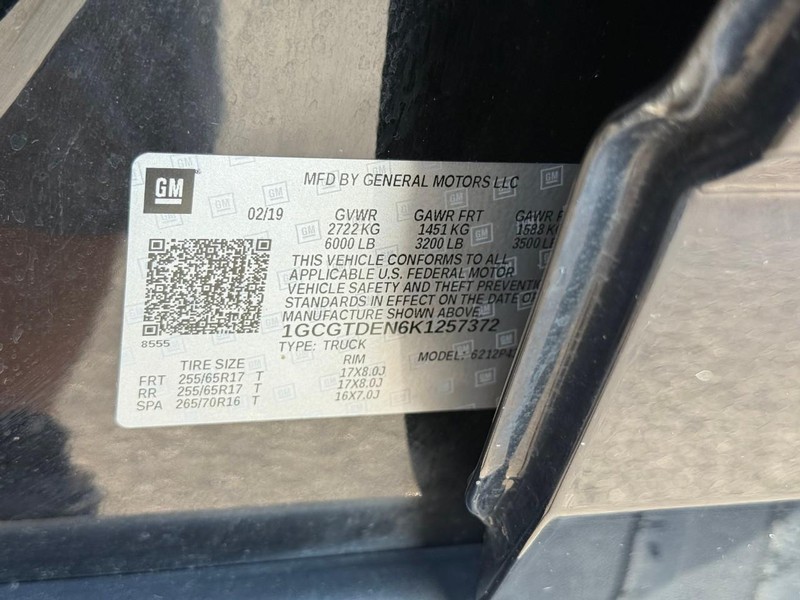 GM MFD BY GENERAL MOTORS LLC
02/19 GVWR GAWR FRT GAWR
2722 KG 1451 KG 1588
6000 LB 3200 LB 3500 LB
THIS VEHICLE CONFORMS TO ALL
APPLICABLE U.S. FEDERAL MOTOR
VEHICLE SAFETY AND THEFT
STANDARDS IN EFFECT ON THE DATE OF
MANUFACTURE SHOWN ABOVE.
1GCGTDEN6K1257372
8555 TYPE: TRUCK MODEL:
TIRE SIZE RIM
FRT 255/65R17 T 17X8.0J
RR 255/65R17 T 17X8.0J
SPA 265/70R16 T 16X7.0J